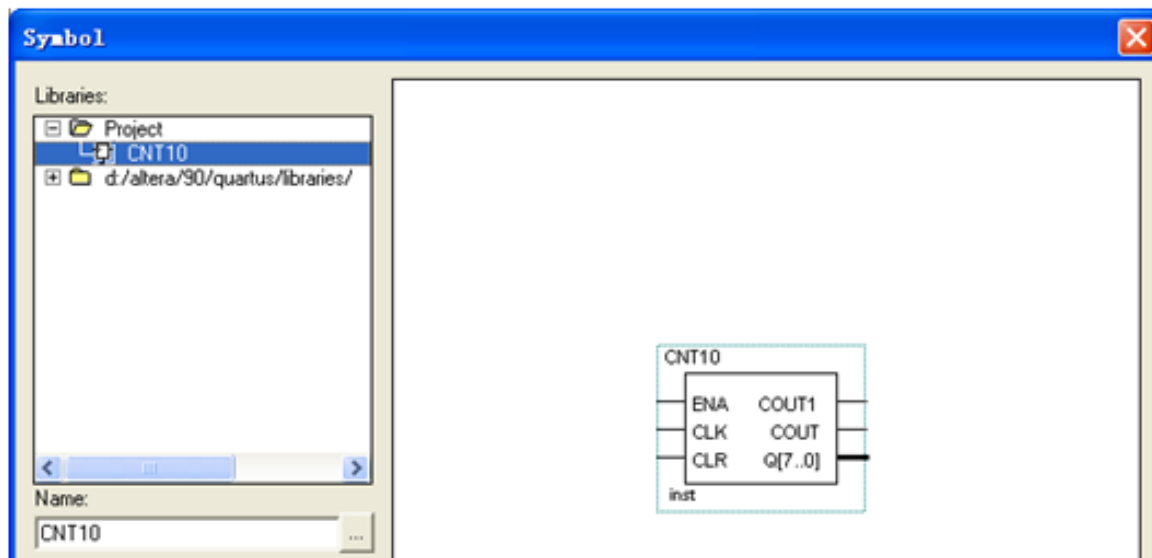 Symbol
Libraries:
Project
CNT10
d:/altera/90/quartus/libraries/
Name:
CNT10
...
CNT10
ENA COUT1
CLK COUT
CLR Q[7..0]
inst